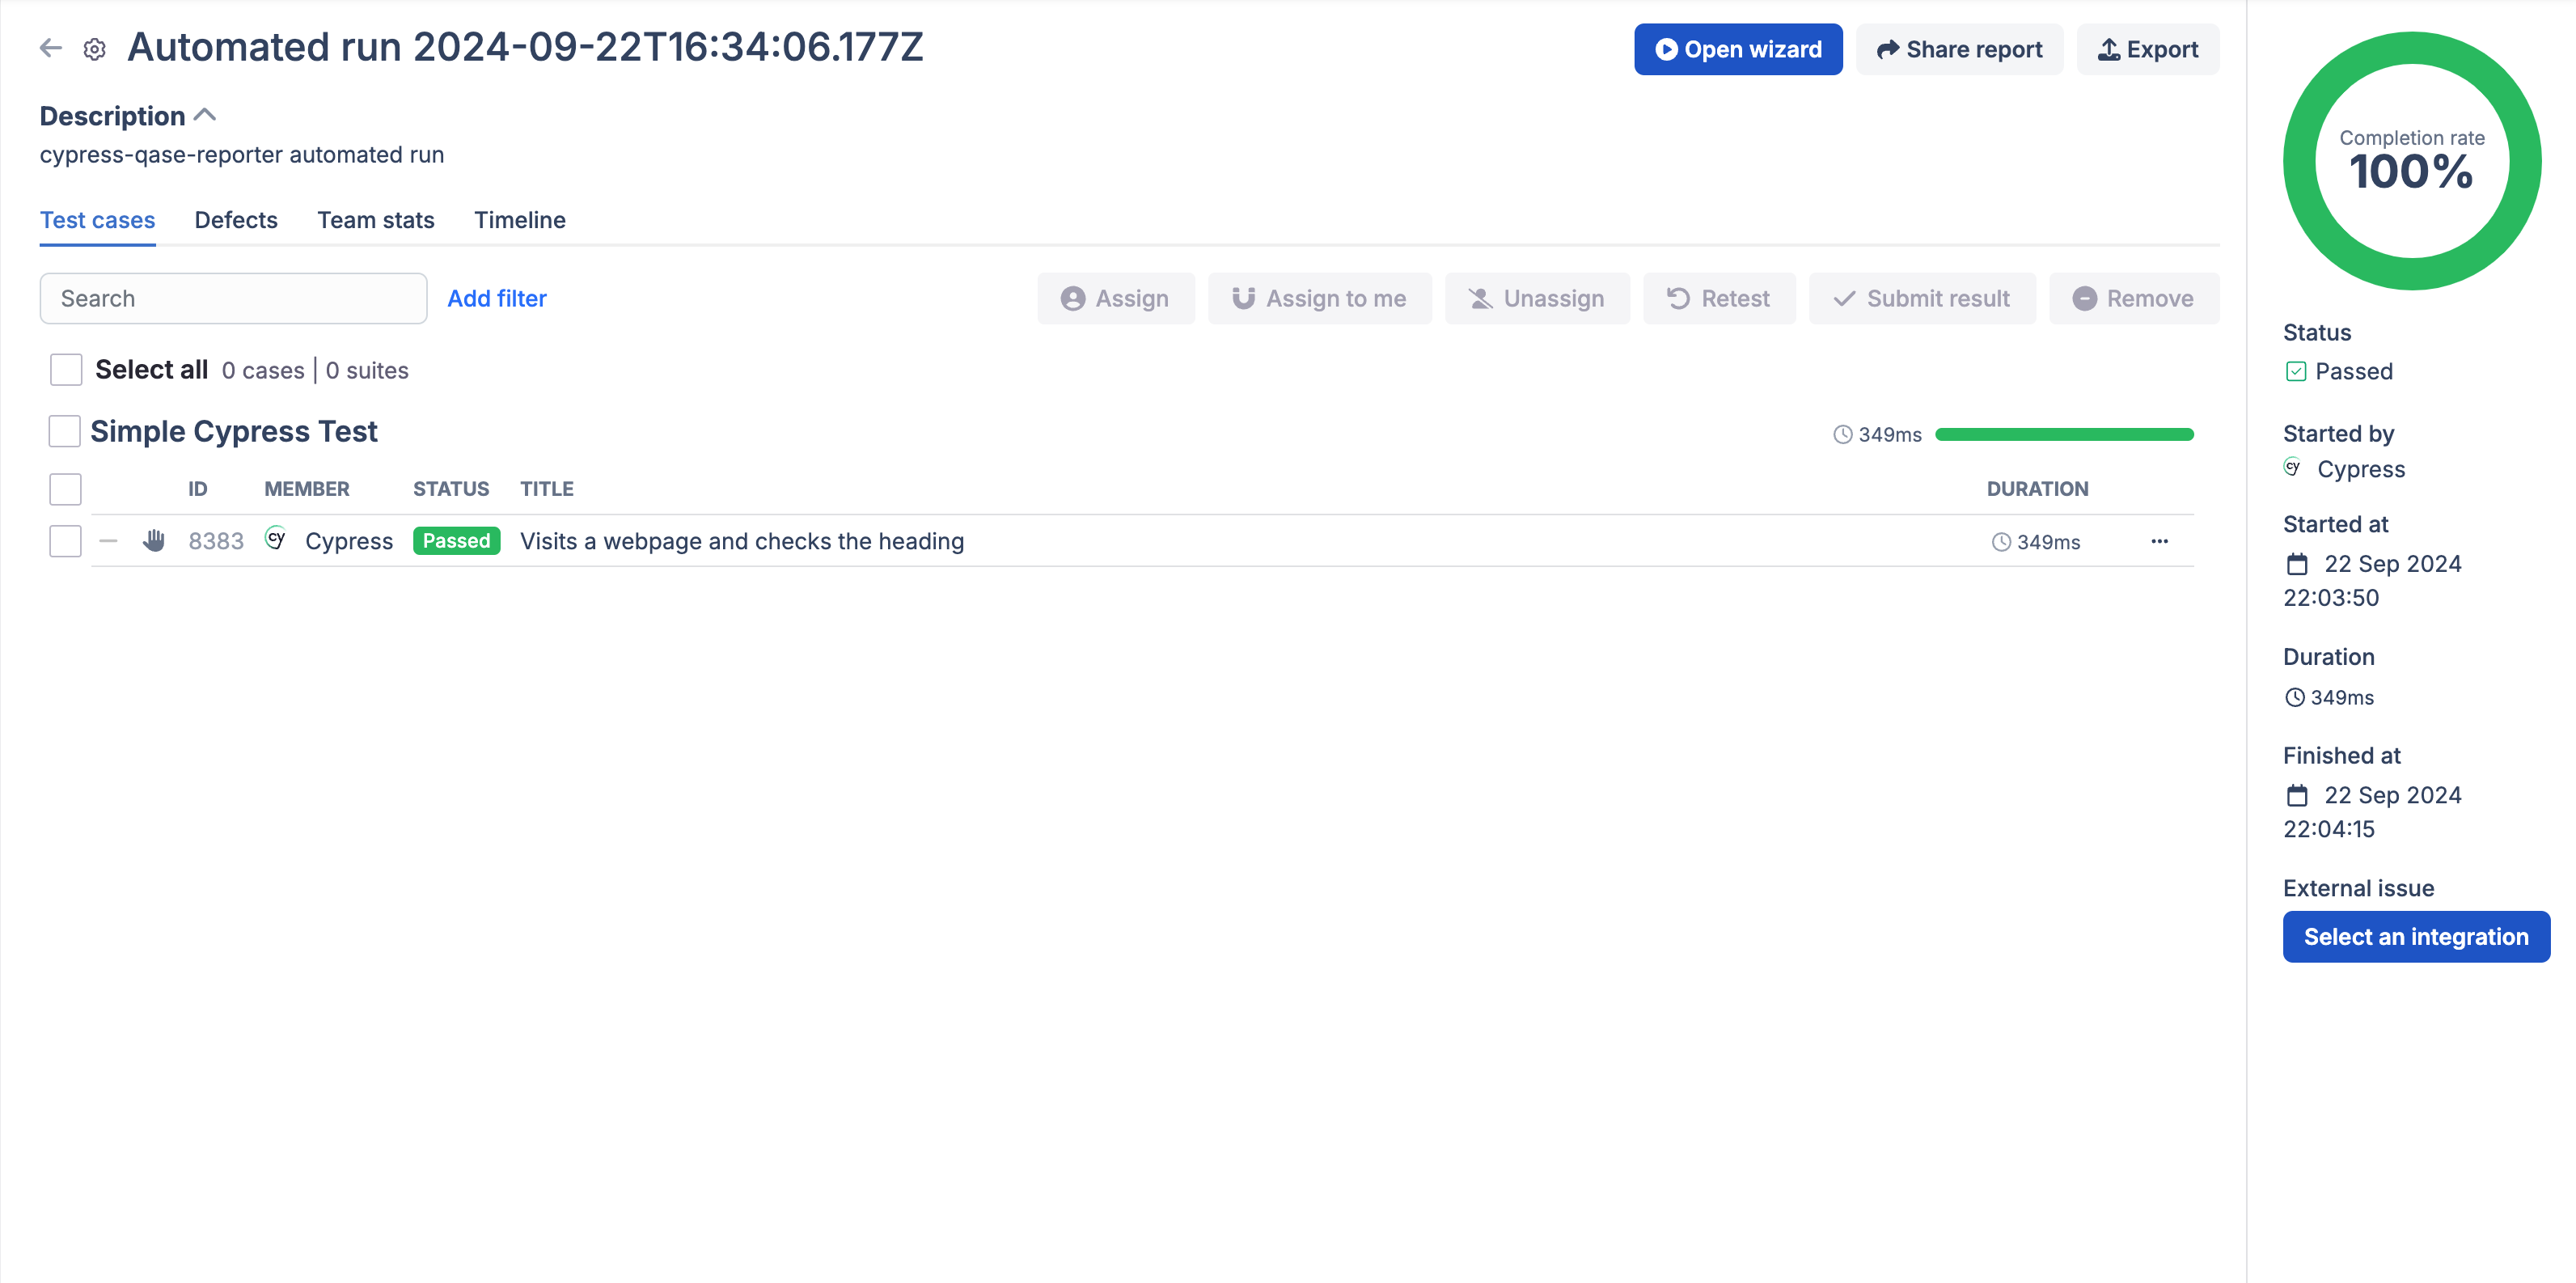 Automated run 2024-09-22T16:34:06.177Z
Open wizard
Share report
Export
Description
cypress-qase-reporter automated run
Test cases
Defects
Team stats
Timeline
Search
Add filter
Assign
Assign to me
Unassign
Retest
Submit result
Remove
Select all 0 cases | 0 suites
Simple Cypress Test
349ms
ID MEMBER STATUS TITLE DURATION
8383 cy Cypress Passed Visits a webpage and checks the heading 349ms
Completion rate
100%
Status
Passed
Started by
cy Cypress
Started at
22 Sep 2024
22:03:50
Duration
349ms
Finished at
22 Sep 2024
22:04:15
External issue
Select an integration